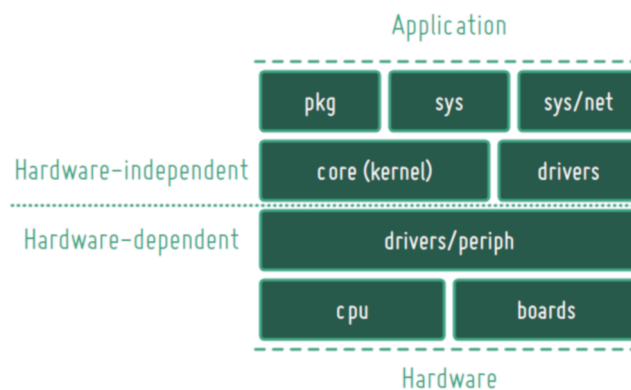 Application
pkg
sys
sys/net
Hardware-independent
core (kernel)
drivers
Hardware-dependent
drivers/periph
cpu
boards
Hardware